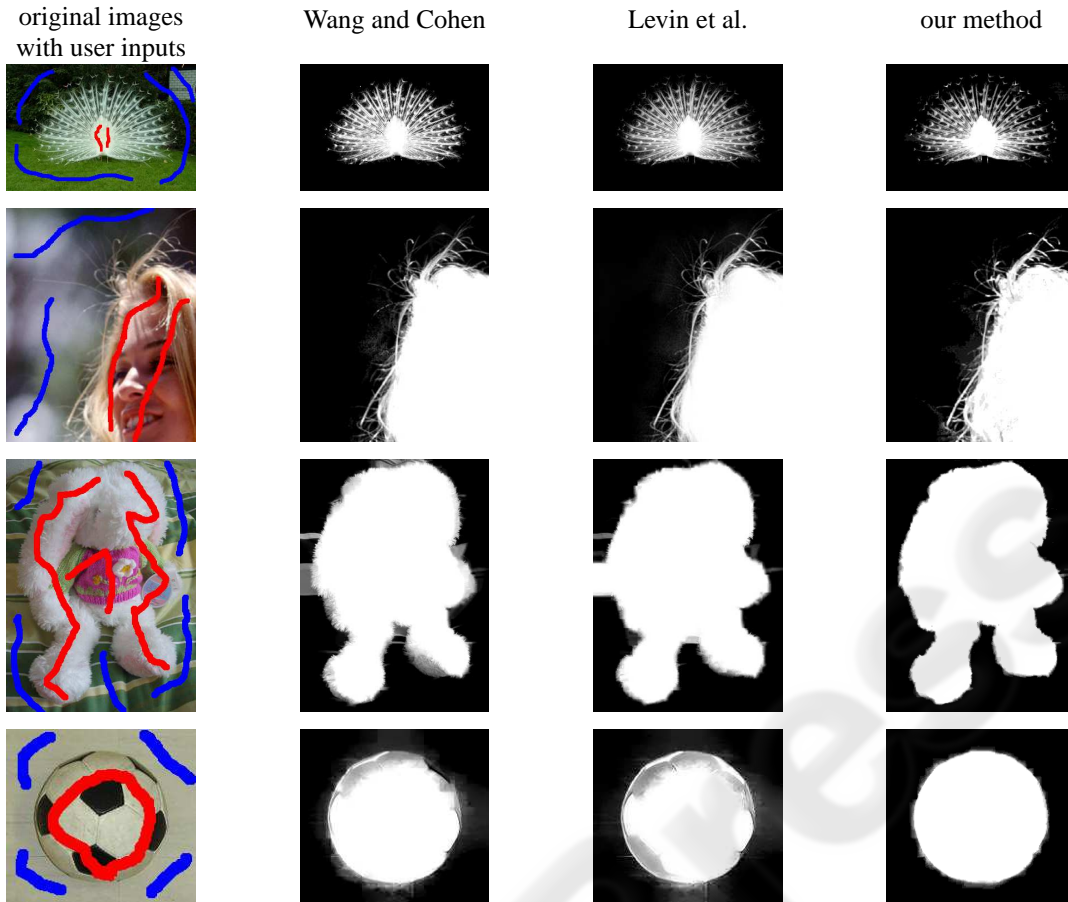 original images
with user inputs
Wang and Cohen
Levin et al.
our method